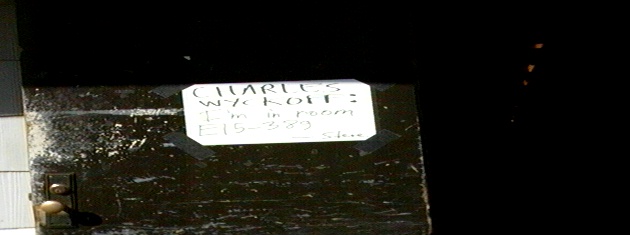 CHARLES
WYCKOFF:
I'm in room
E15-389
Steve